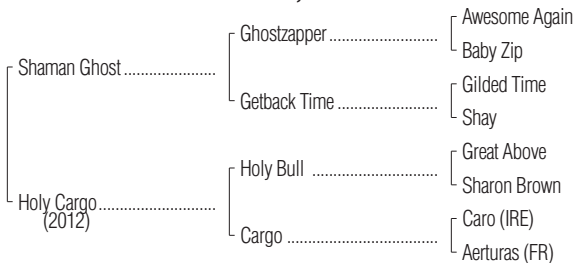 Awesome Again
Ghostzapper ....................
Baby Zip
Shaman Ghost ......................
Gilded Time
Getback Time ........................
Shay
Great Above
Holy Bull ........................
Sharon Brown
Holy Cargo............................
(2012)
Caro (IRE)
Cargo ....................................
Aerturas (FR)